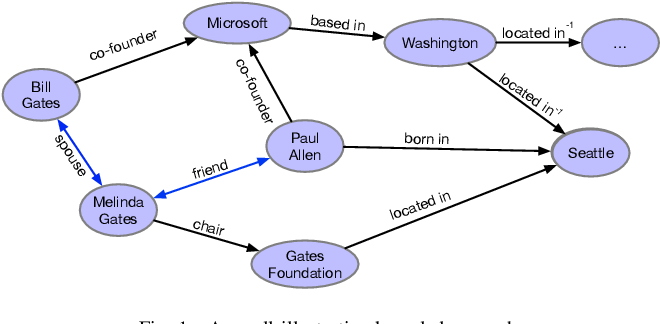 Microsoft
co-founder
based in
Washington
located in-1
...
Bill
Gates
co-founder
located in-1
Paul
Allen
born in
Seattle
spouse
friend
Melinda
Gates
chair
located in
Gates
Foundation